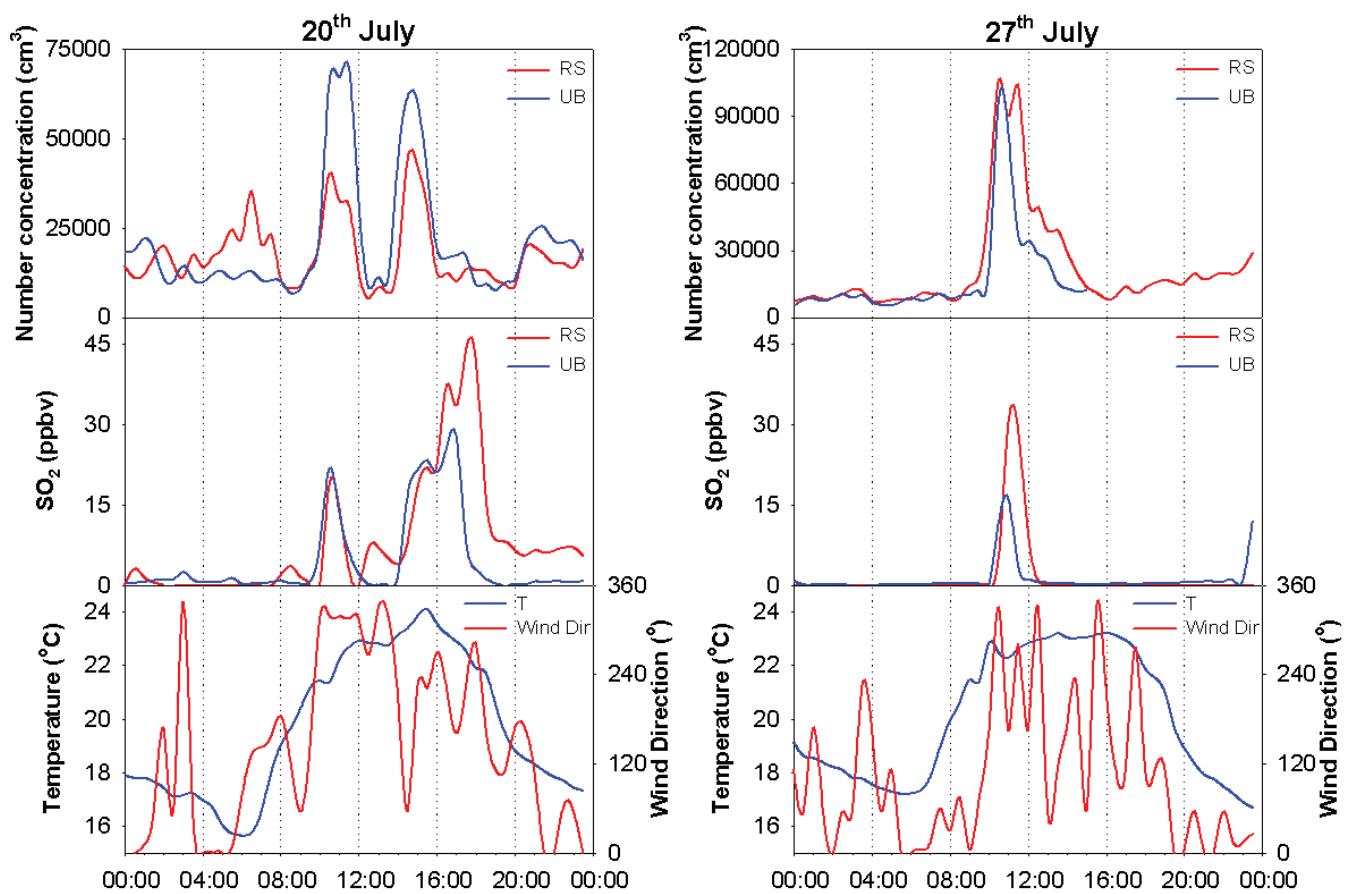 20th July
Number concentration (cm3)
75000
50000
25000
0
RS
UB
SO2 (ppbv)
45
30
15
0
RS
UB
Temperature (°C)
24
22
20
18
16
T
Wind Dir
360
240
120
0
Wind Direction (°)
00:00 04:00 08:00 12:00 16:00 20:00 00:00
27th July
Number concentration (cm3)
120000
90000
60000
30000
0
RS
UB
SO2 (ppbv)
45
30
15
0
RS
UB
Temperature (°C)
24
22
20
18
16
T
Wind Dir
360
240
120
0
Wind Direction (°)
00:00 04:00 08:00 12:00 16:00 20:00 00:00